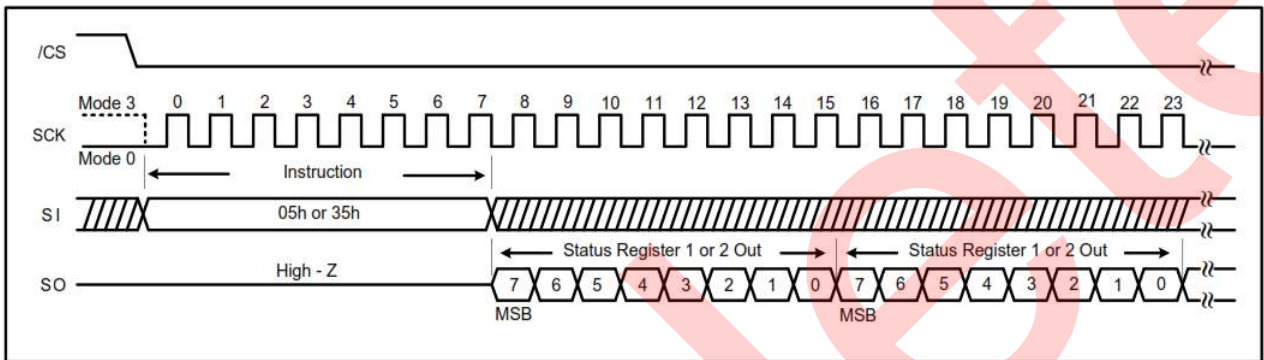 /CS
Mode 3 0 1 2 3 4 5 6 7 8 9 10 11 12 13 14 15 16 17 18 19 20 21 22 23
SCK
Mode 0
Instruction
SI 05h or 35h
Status Register 1 or 2 Out Status Register 1 or 2 Out
High - Z
SO 7 6 5 4 3 2 1 0 7 6 5 4 3 2 1 0
MSB MSB